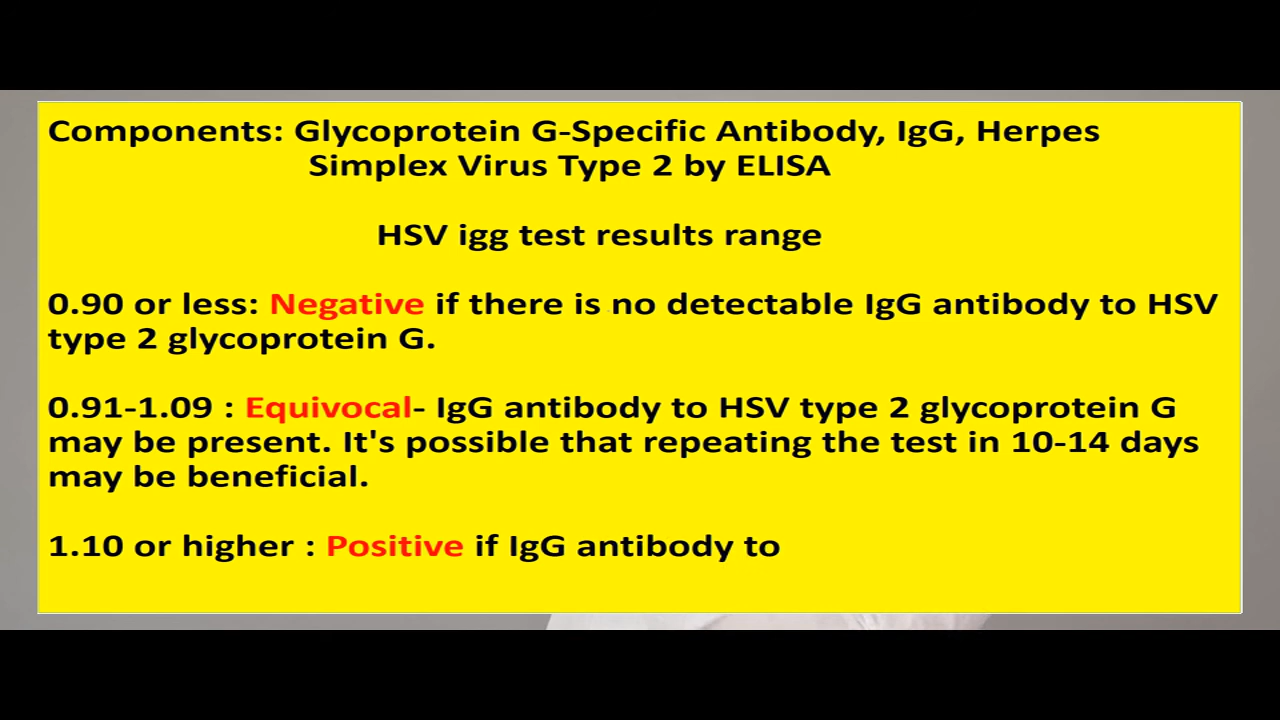 Components: Glycoprotein G-Specific Antibody, IgG, Herpes
Simplex Virus Type 2 by ELISA
HSV igg test results range
0.90 or less: Negative if there is no detectable IgG antibody to HSV
type 2 glycoprotein G.
0.91-1.09 : Equivocal- IgG antibody to HSV type 2 glycoprotein G
may be present. It's possible that repeating the test in 10-14 days
may be beneficial.
1.10 or higher : Positive if IgG antibody to